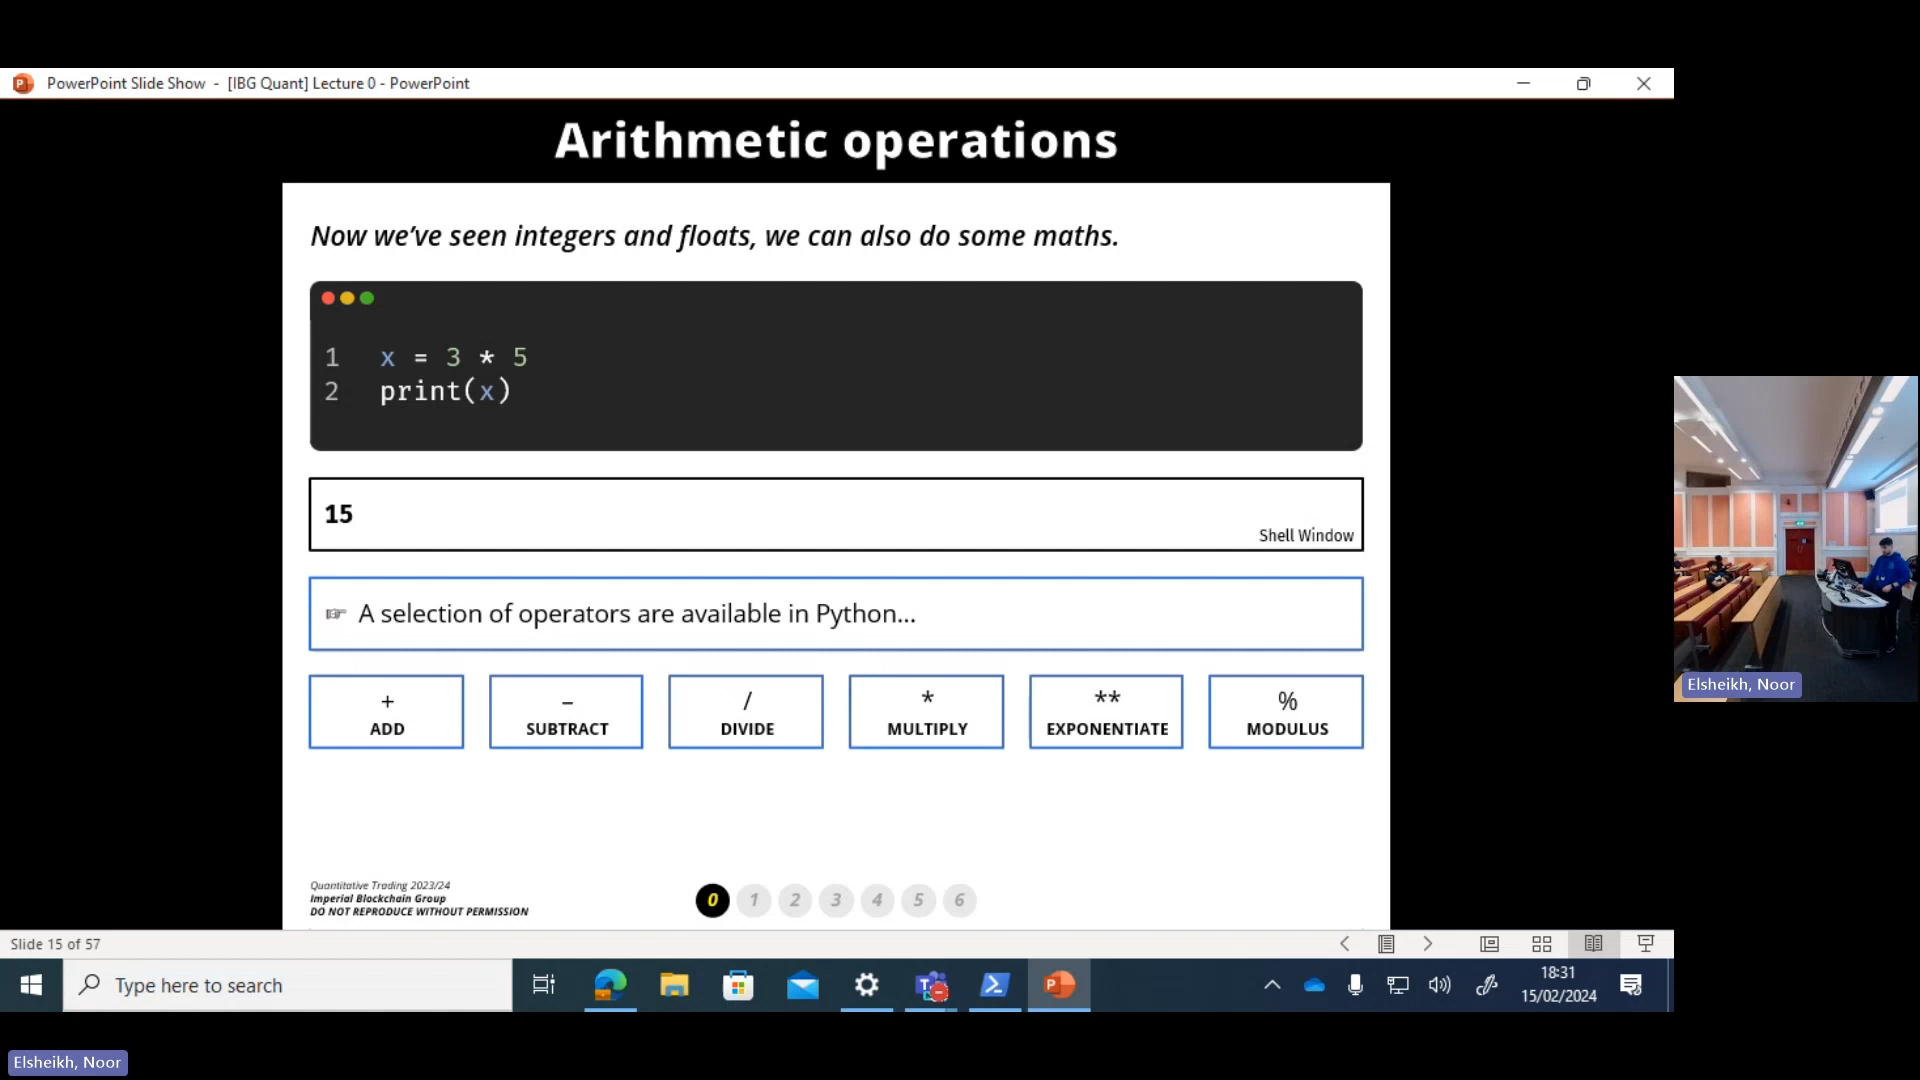 PowerPoint Slide Show - [IBG Quant] Lecture 0 - PowerPoint
Arithmetic operations
Now we've seen integers and floats, we can also do some maths.
1 x = 3 * 5
2 print(x)
15
Shell Window
☞ A selection of operators are available in Python...
+
ADD
–
SUBTRACT
/
DIVIDE
*
MULTIPLY
**
EXPONENTIATE
%
MODULUS
Quantitative Trading 2023/24
Imperial Blockchain Group
DO NOT REPRODUCE WITHOUT PERMISSION
0 1 2 3 4 5 6
Slide 15 of 57
Type here to search
18:31
15/02/2024
Elsheikh, Noor
Elsheikh, Noor